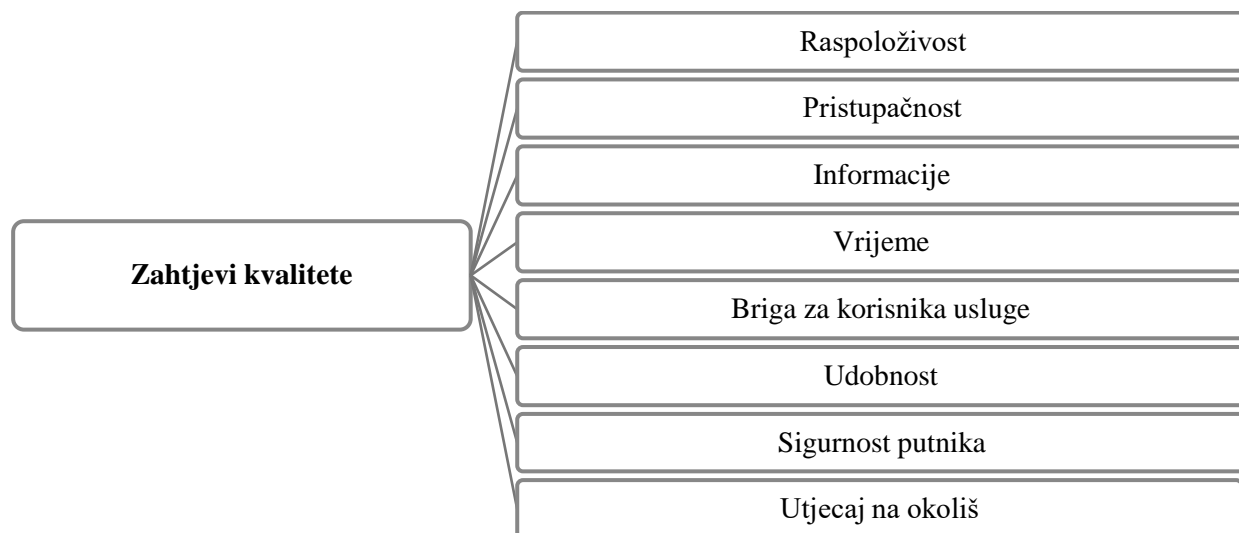 Raspoloživost
Pristupačnost
Informacije
Vrijeme
Zahtjevi kvalitete
Briga za korisnika usluge
Udobnost
Sigurnost putnika
Utjecaj na okoliš